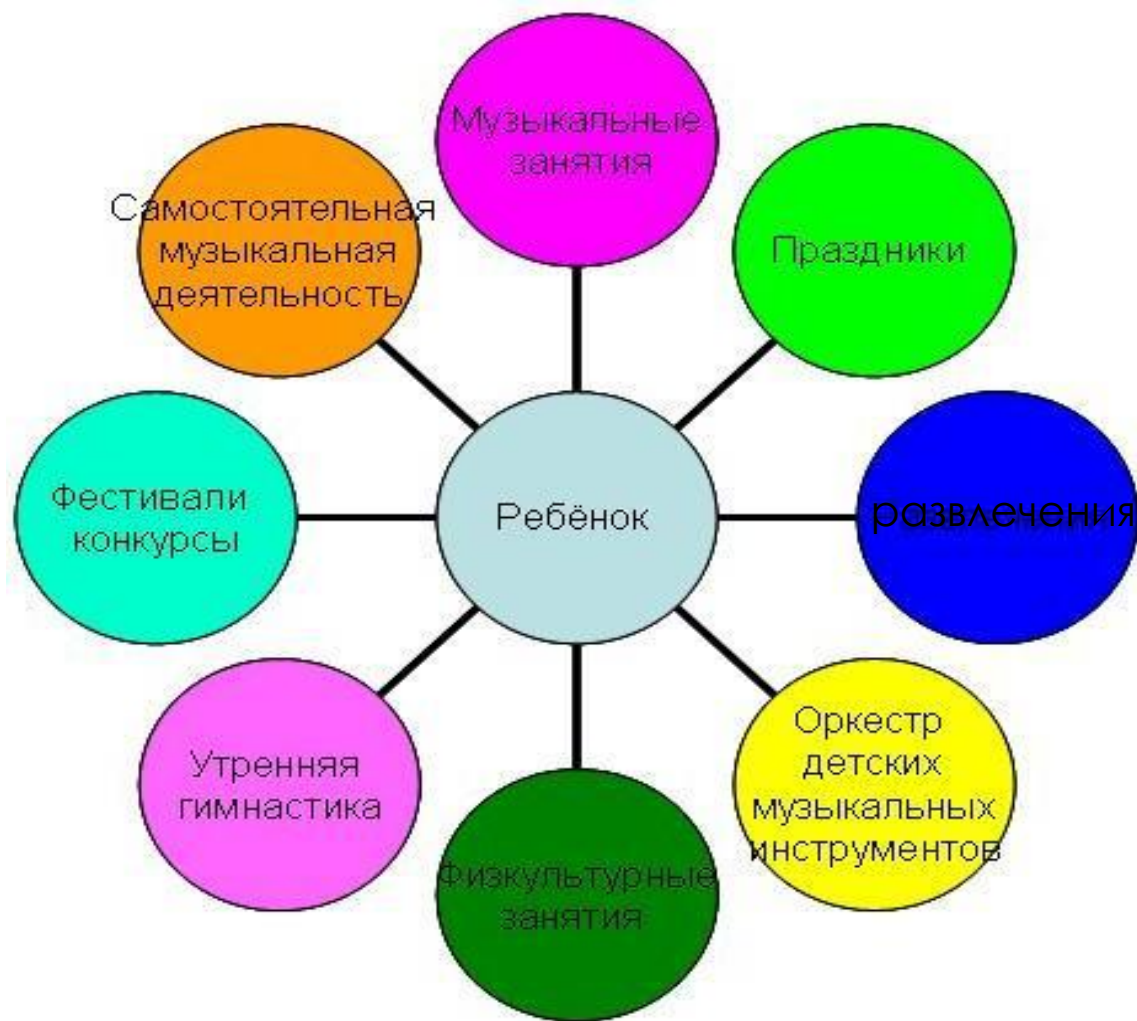 Музыкальные
занятия
Самостоятельная
музыкальная
деятельность
Праздники
Фестивали
конкурсы
Ребёнок
развлечения
Утренняя
гимнастика
Оркестр
детских
музыкальных
инструментов
Физкультурные
занятия